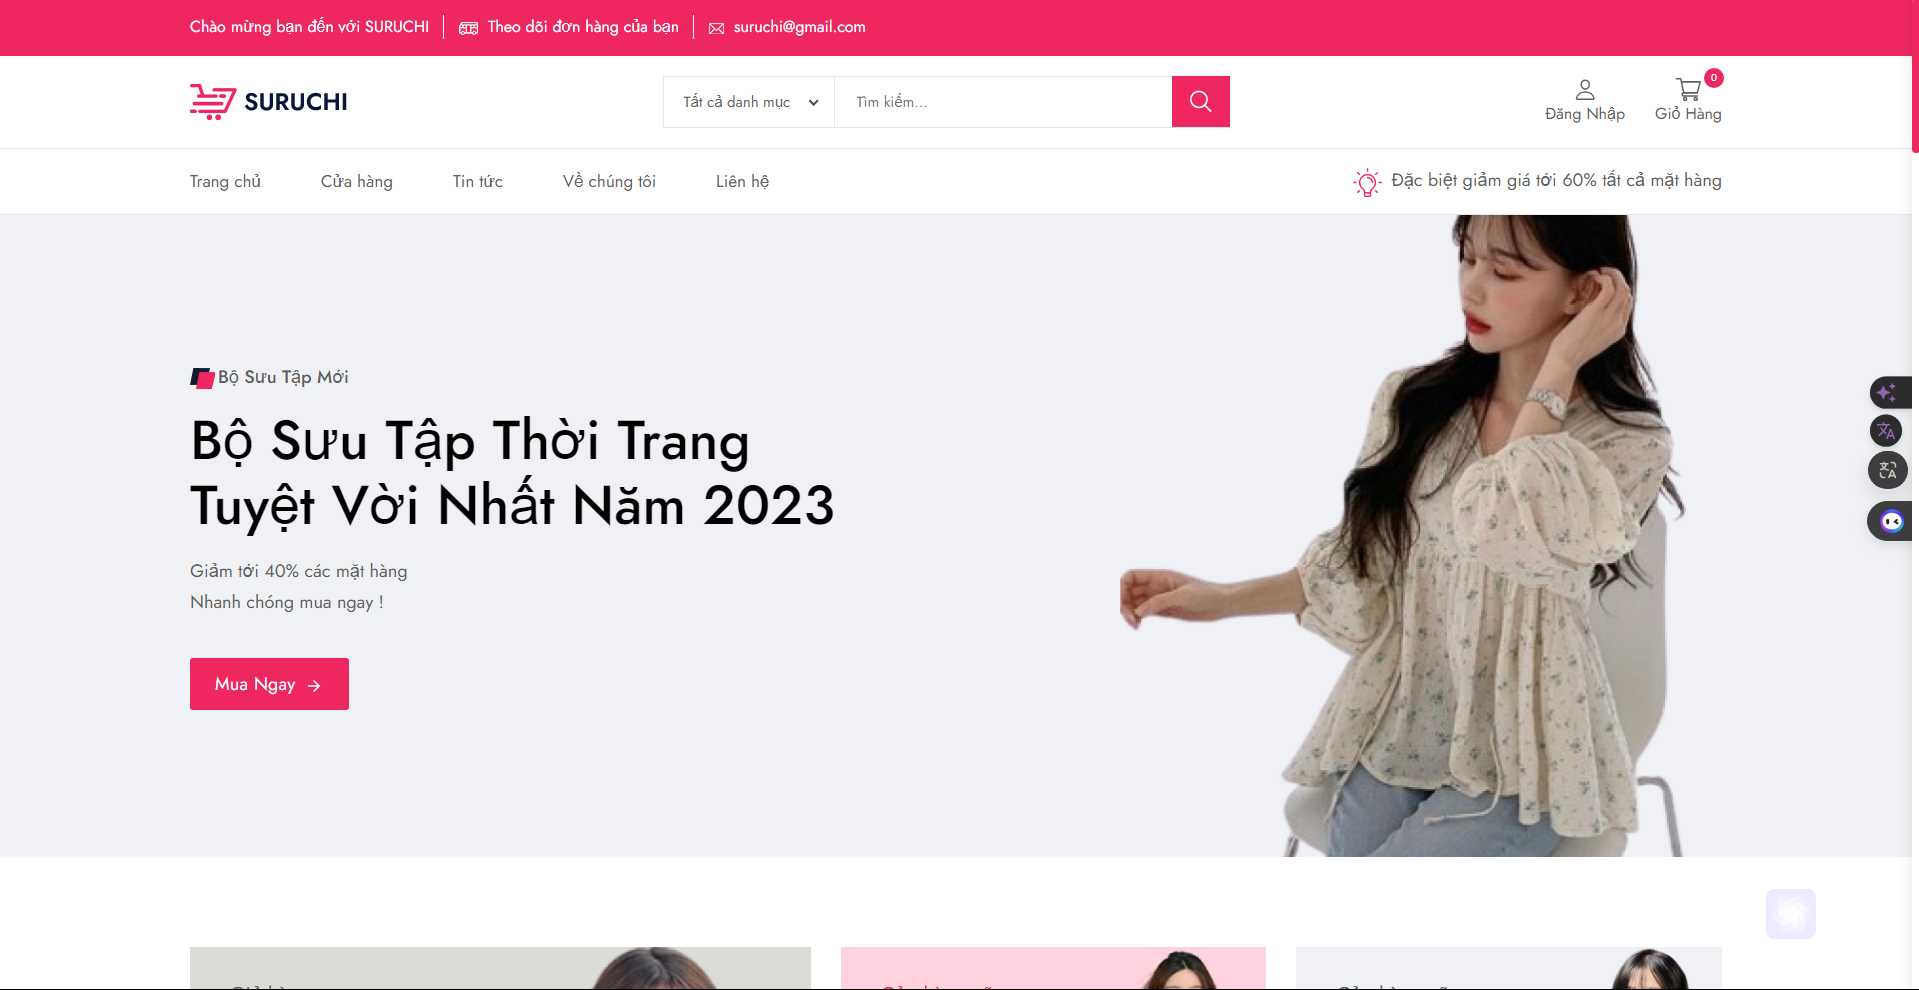 Chào mừng bạn đến với SURUCHI
Theo dõi đơn hàng của bạn
suruchi@gmail.com
SURUCHI
Tất cả danh mục
Tìm kiếm...
Đăng Nhập
0
Giỏ Hàng
Trang chủ
Cửa hàng
Tin tức
Về chúng tôi
Liên hệ
Đặc biệt giảm giá tới 60% tất cả mặt hàng
Bộ Sưu Tập Mới
Bộ Sưu Tập Thời Trang
Tuyệt Vời Nhất Năm 2023
Giảm tới 40% các mặt hàng
Nhanh chóng mua ngay !
Mua Ngay